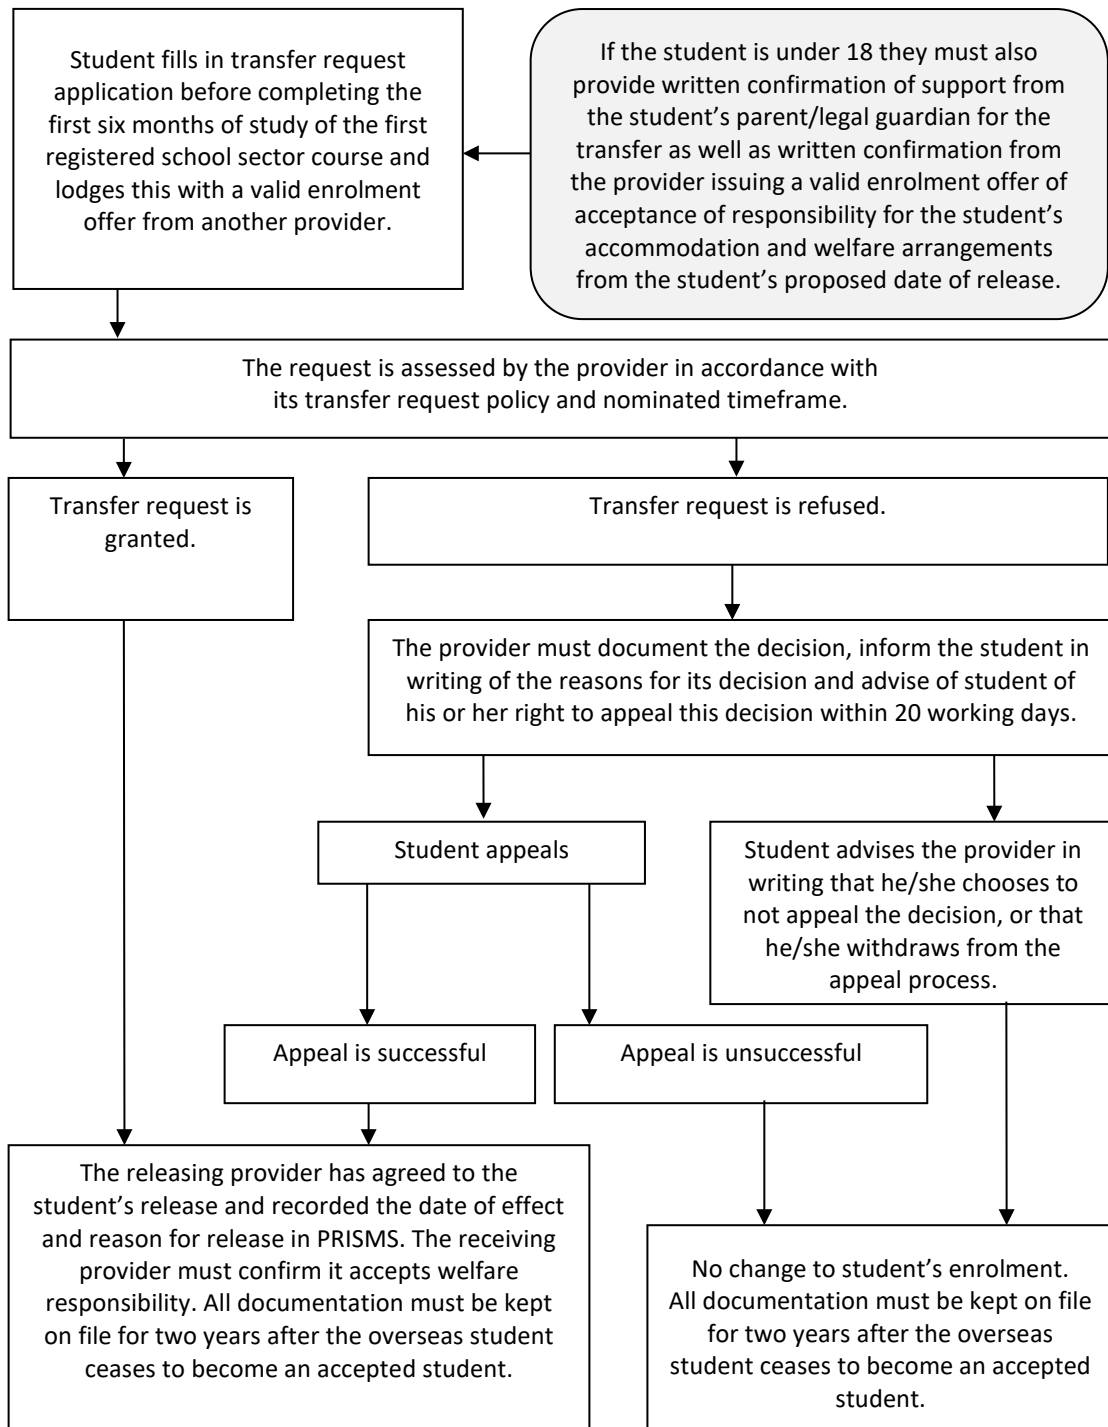 Student fills in transfer request
application before completing the
first six months of study of the first
registered school sector course and
lodges this with a valid enrolment
offer from another provider.
If the student is under 18 they must also
provide written confirmation of support from
the student’s parent/legal guardian for the
transfer as well as written confirmation from
the provider issuing a valid enrolment offer of
acceptance of responsibility for the student’s
accommodation and welfare arrangements
from the student’s proposed date of release.
The request is assessed by the provider in accordance with
its transfer request policy and nominated timeframe.
Transfer request is
granted.
Transfer request is refused.
The provider must document the decision, inform the student in
writing of the reasons for its decision and advise of student of
his or her right to appeal this decision within 20 working days.
Student appeals
Student advises the provider in
writing that he/she chooses to
not appeal the decision, or that
he/she withdraws from the
appeal process.
Appeal is successful
Appeal is unsuccessful
The releasing provider has agreed to the
student’s release and recorded the date of effect
and reason for release in PRISMS. The receiving
provider must confirm it accepts welfare
responsibility. All documentation must be kept
on file for two years after the overseas student
ceases to become an accepted student.
No change to student’s enrolment.
All documentation must be kept on file
for two years after the overseas
student ceases to become an accepted
student.